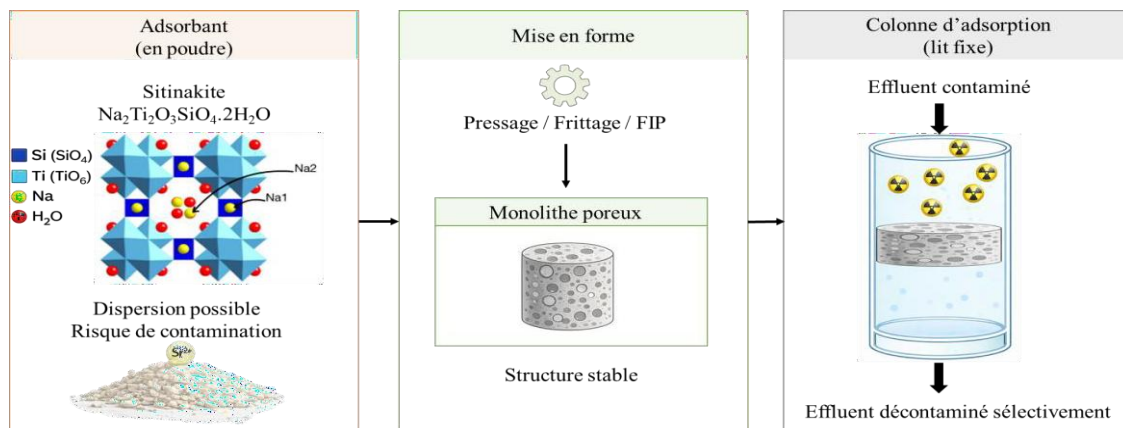 Adsorbant
(en poudre)
Sitinakite
Na₂Ti₂O₃SiO₄.2H₂O
Si (SiO₄)
Ti (TiO₆)
Na
H₂O
Na2
Na1
Dispersion possible
Risque de contamination
Mise en forme
Pressage / Frittage / FIP
Monolithe poreux
Structure stable
Colonne d’adsorption
(lit fixe)
Effluent contaminé
Effluent décontaminé sélectivement